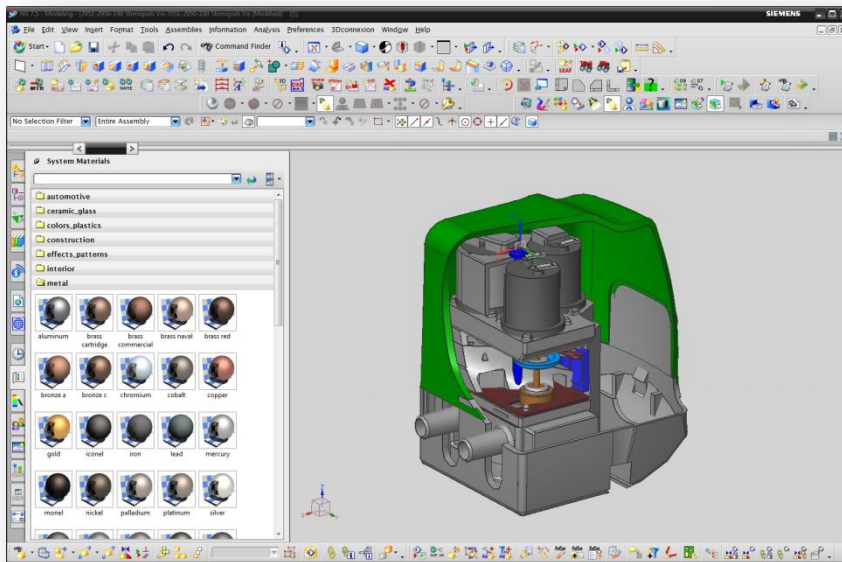 SIEMENS
File Edit View Insert Format Tools Assemblies Information Analysis Preferences 3Dconnexion Window Help
Start Command Finder
No Selection Filter Entire Assembly
System Materials
automotive
ceramic_glass
colors_plastics
construction
effects_patterns
interior
metal
aluminum brass cartridge brass commercial brass naval brass red
bronze a bronze c chromium cobalt copper
gold iconel iron lead mercury
monel nickel palladium platinum silver